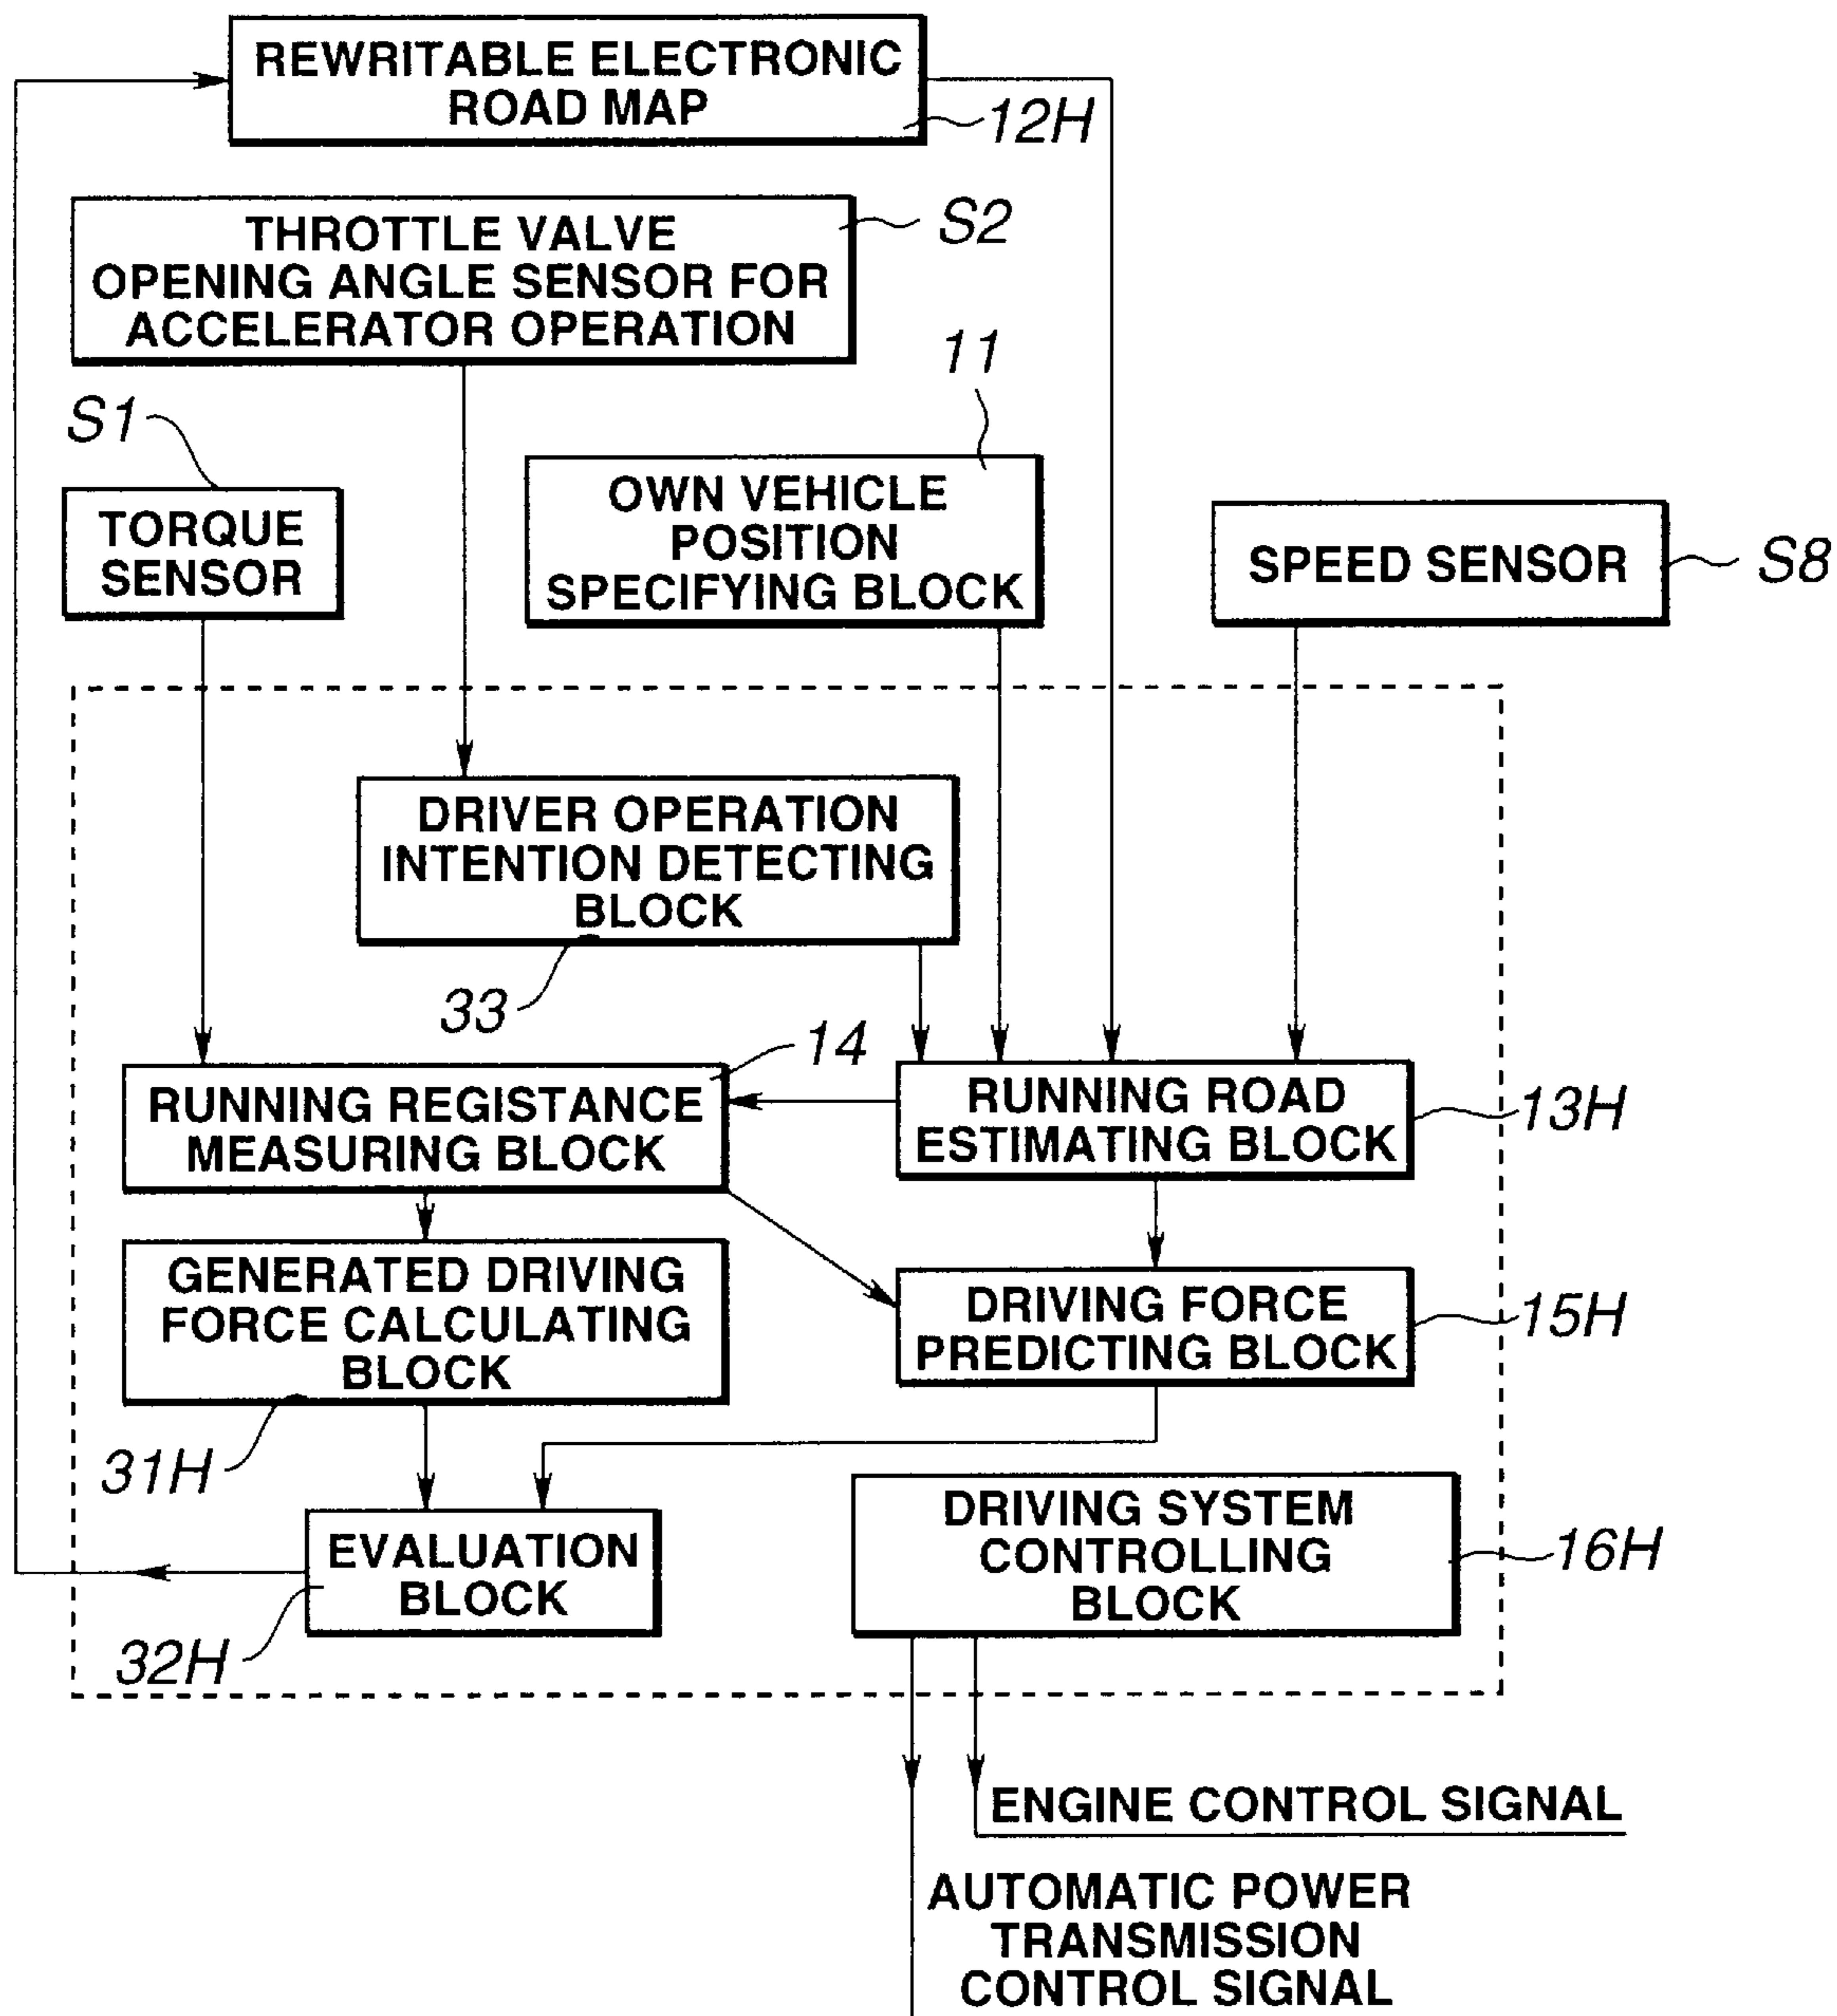 REWRITABLE ELECTRONIC
ROAD MAP
12H
THROTTLE VALVE
OPENING ANGLE SENSOR FOR
ACCELERATOR OPERATION
S2
11
S1
TORQUE
SENSOR
OWN VEHICLE
POSITION
SPECIFYING BLOCK
SPEED SENSOR
S8
DRIVER OPERATION
INTENTION DETECTING
BLOCK
33
14
RUNNING REGISTANCE
MEASURING BLOCK
RUNNING ROAD
ESTIMATING BLOCK
13H
GENERATED DRIVING
FORCE CALCULATING
BLOCK
31H
DRIVING FORCE
PREDICTING BLOCK
15H
EVALUATION
BLOCK
32H
DRIVING SYSTEM
CONTROLLING
BLOCK
16H
ENGINE CONTROL SIGNAL
AUTOMATIC POWER
TRANSMISSION
CONTROL SIGNAL